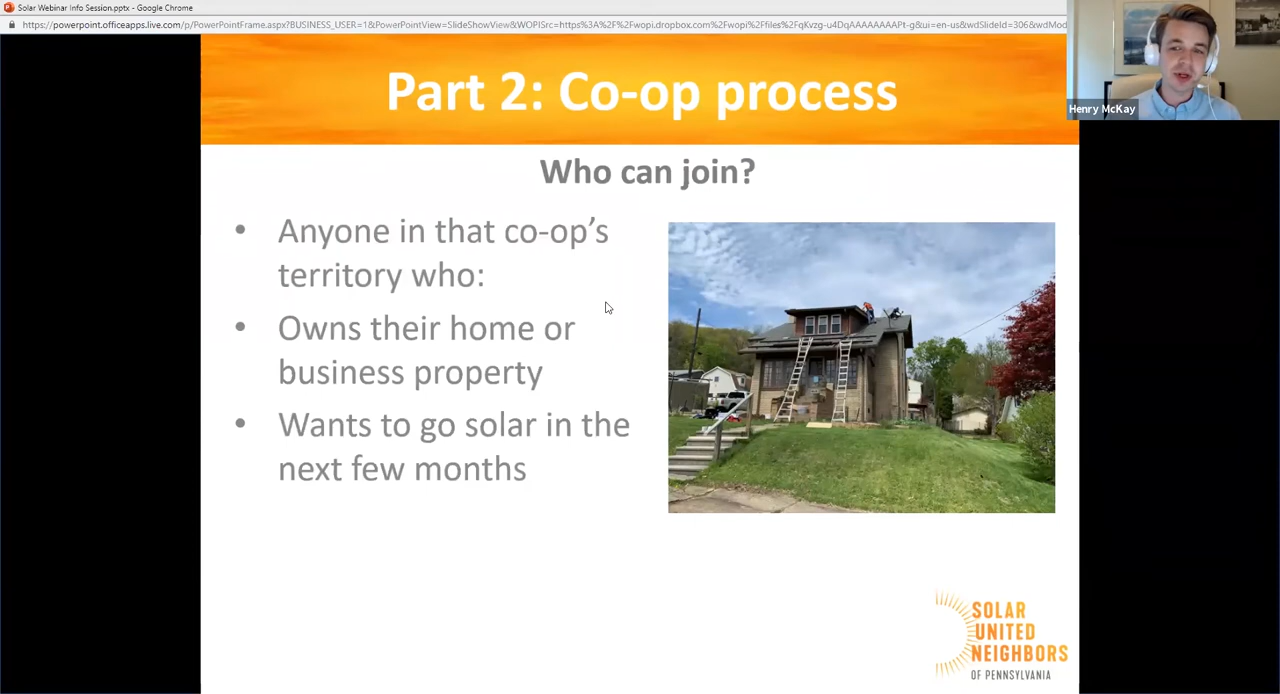 Solar Webinar Info Session.pptx - Google Chrome
https://powerpoint.officeapps.live.com/p/PowerPointFrame.aspx?BUSINESS_USER=1&PowerPointView=SlideShowView&WOPISrc=https%3A%2F%2Fwopi.dropbox.com%2Fwopi%2Ffiles%2FqKvzg-u4DqAAAAAAAAPt-g&ui=en-us&wdSlideId=306&wdMod
Henry McKay
Part 2: Co-op process
Who can join?
• Anyone in that co-op’s
territory who:
• Owns their home or
business property
• Wants to go solar in the
next few months
SOLAR
UNITED
NEIGHBORS
OF PENNSYLVANIA